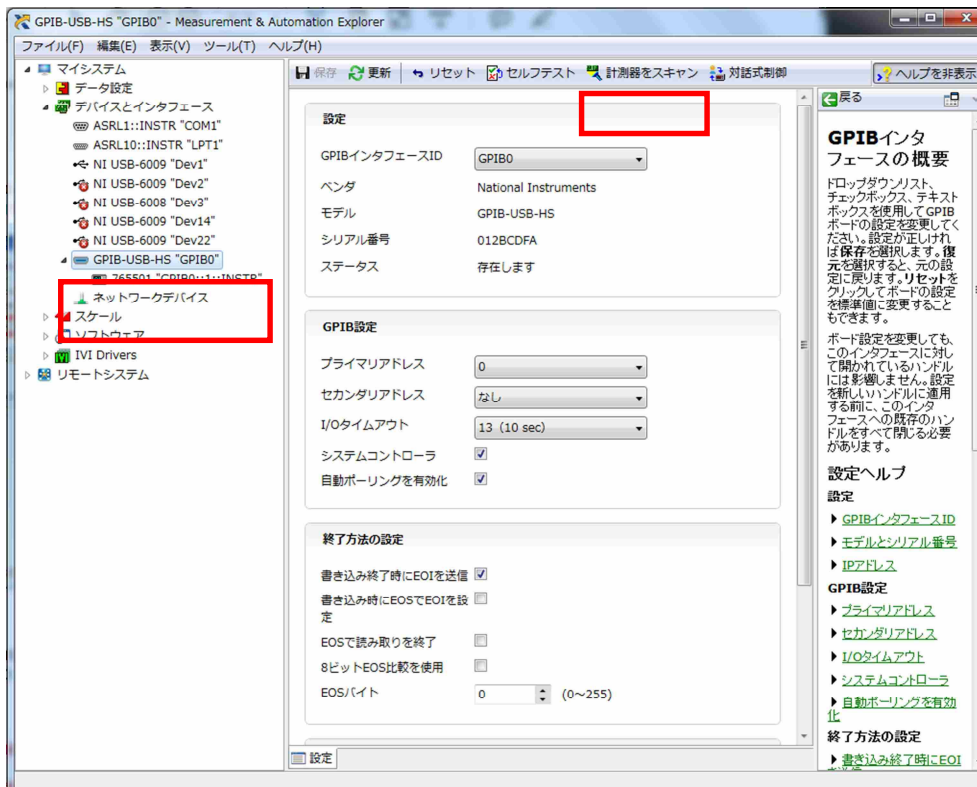 GPIB-USB-HS "GPIB0" - Measurement & Automation Explorer
ファイル(F) 編集(E) 表示(V) ツール(T) ヘルプ(H)
マイシステム
データ設定
デバイスとインタフェース
ASRL1::INSTR "COM1"
ASRL10::INSTR "LPT1"
NI USB-6009 "Dev1"
NI USB-6009 "Dev2"
NI USB-6008 "Dev3"
NI USB-6009 "Dev14"
NI USB-6009 "Dev22"
GPIB-USB-HS "GPIB0"
765501 "GPIB0::1::INSTR"
ネットワークデバイス
スケール
ソフトウェア
IVI Drivers
リモートシステム
保存 更新 リセット セルフテスト 計測器をスキャン 対話式制御
ヘルプを非表示
設定
GPIBインタフェースID GPIB0
ベンダ National Instruments
モデル GPIB-USB-HS
シリアル番号 012BCDFA
ステータス 存在します
GPIB設定
プライマリアドレス 0
セカンダリアドレス なし
I/Oタイムアウト 13 (10 sec)
システムコントローラ
自動ポーリングを有効化
終了方法の設定
書き込み終了時にEOIを送信
書き込み時にEOSでEOIを設
定
EOSで読み取りを終了
8ビットEOS比較を使用
EOSバイト 0 (0～255)
設定
戻る
GPIBインタ
フェースの概要
ドロップダウンリスト、
チェックボックス、テキスト
ボックスを使用してGPIB
ボードの設定を変更してく
ださい。設定が正しけれ
ば保存を選択します。復
元を選択すると、元の設
定に戻ります。リセットを
クリックしてボードの設定
を標準値に変更すること
もできます。
ボード設定を変更しても、
このインタフェースに対し
て開かれているハンドル
には影響しません。設定
を新しいハンドルに適用
する前に、このインタ
フェースへの既存のハン
ドルをすべて閉じる必要
があります。
設定ヘルプ
設定
GPIBインタフェースID
モデルとシリアル番号
IPアドレス
GPIB設定
プライマリアドレス
セカンダリアドレス
I/Oタイムアウト
システムコントローラ
自動ポーリングを有効
化
終了方法の設定
書き込み終了時にEOI